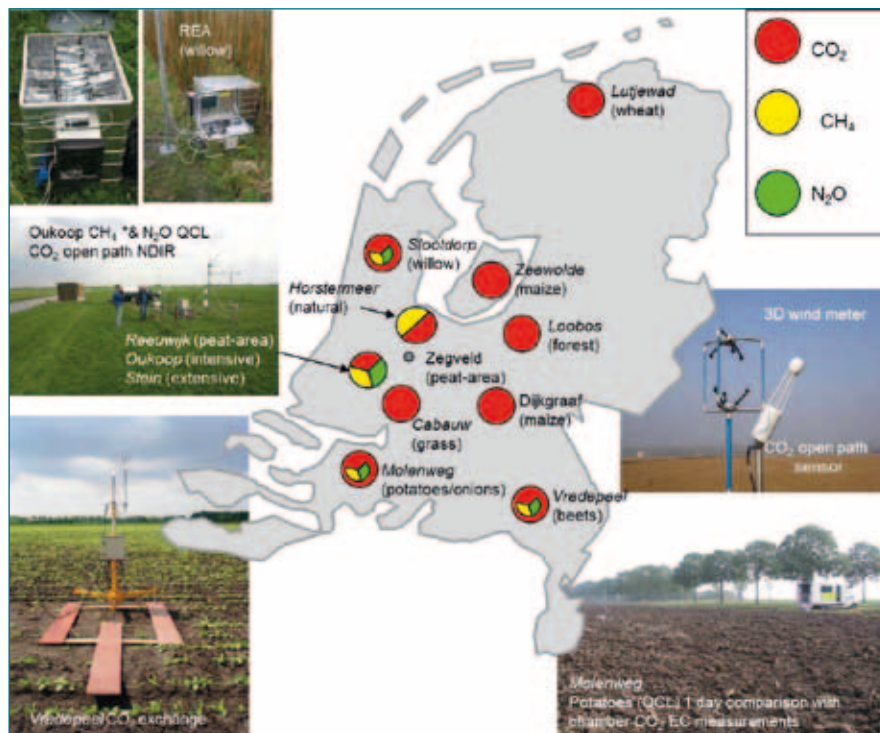 REA
(willow)
CO₂
CH₄
N₂O
Lutjewad
(wheat)
Oukoop CH₄ *& N₂O QCL
CO₂ open path NDIR
Slootdorp
(willow)
Zeewolde
(maize)
Horstermeer
(natural)
3D wind meter
Loobos
(forest)
Reeuwijk (peat-area)
Oukoop (intensive)
Stein (extensive)
Zegveld
(peat-area)
Dijkgraaf
(maize)
Cabauw
(grass)
CO₂ open path
sensor
Molenweg
(potatoes/onions)
Vredepeel
(beets)
Molenweg
Potatoes (QCL) 1 day comparison with
chamber CO₂ EC measurements
Vredepeel CO₂ exchange